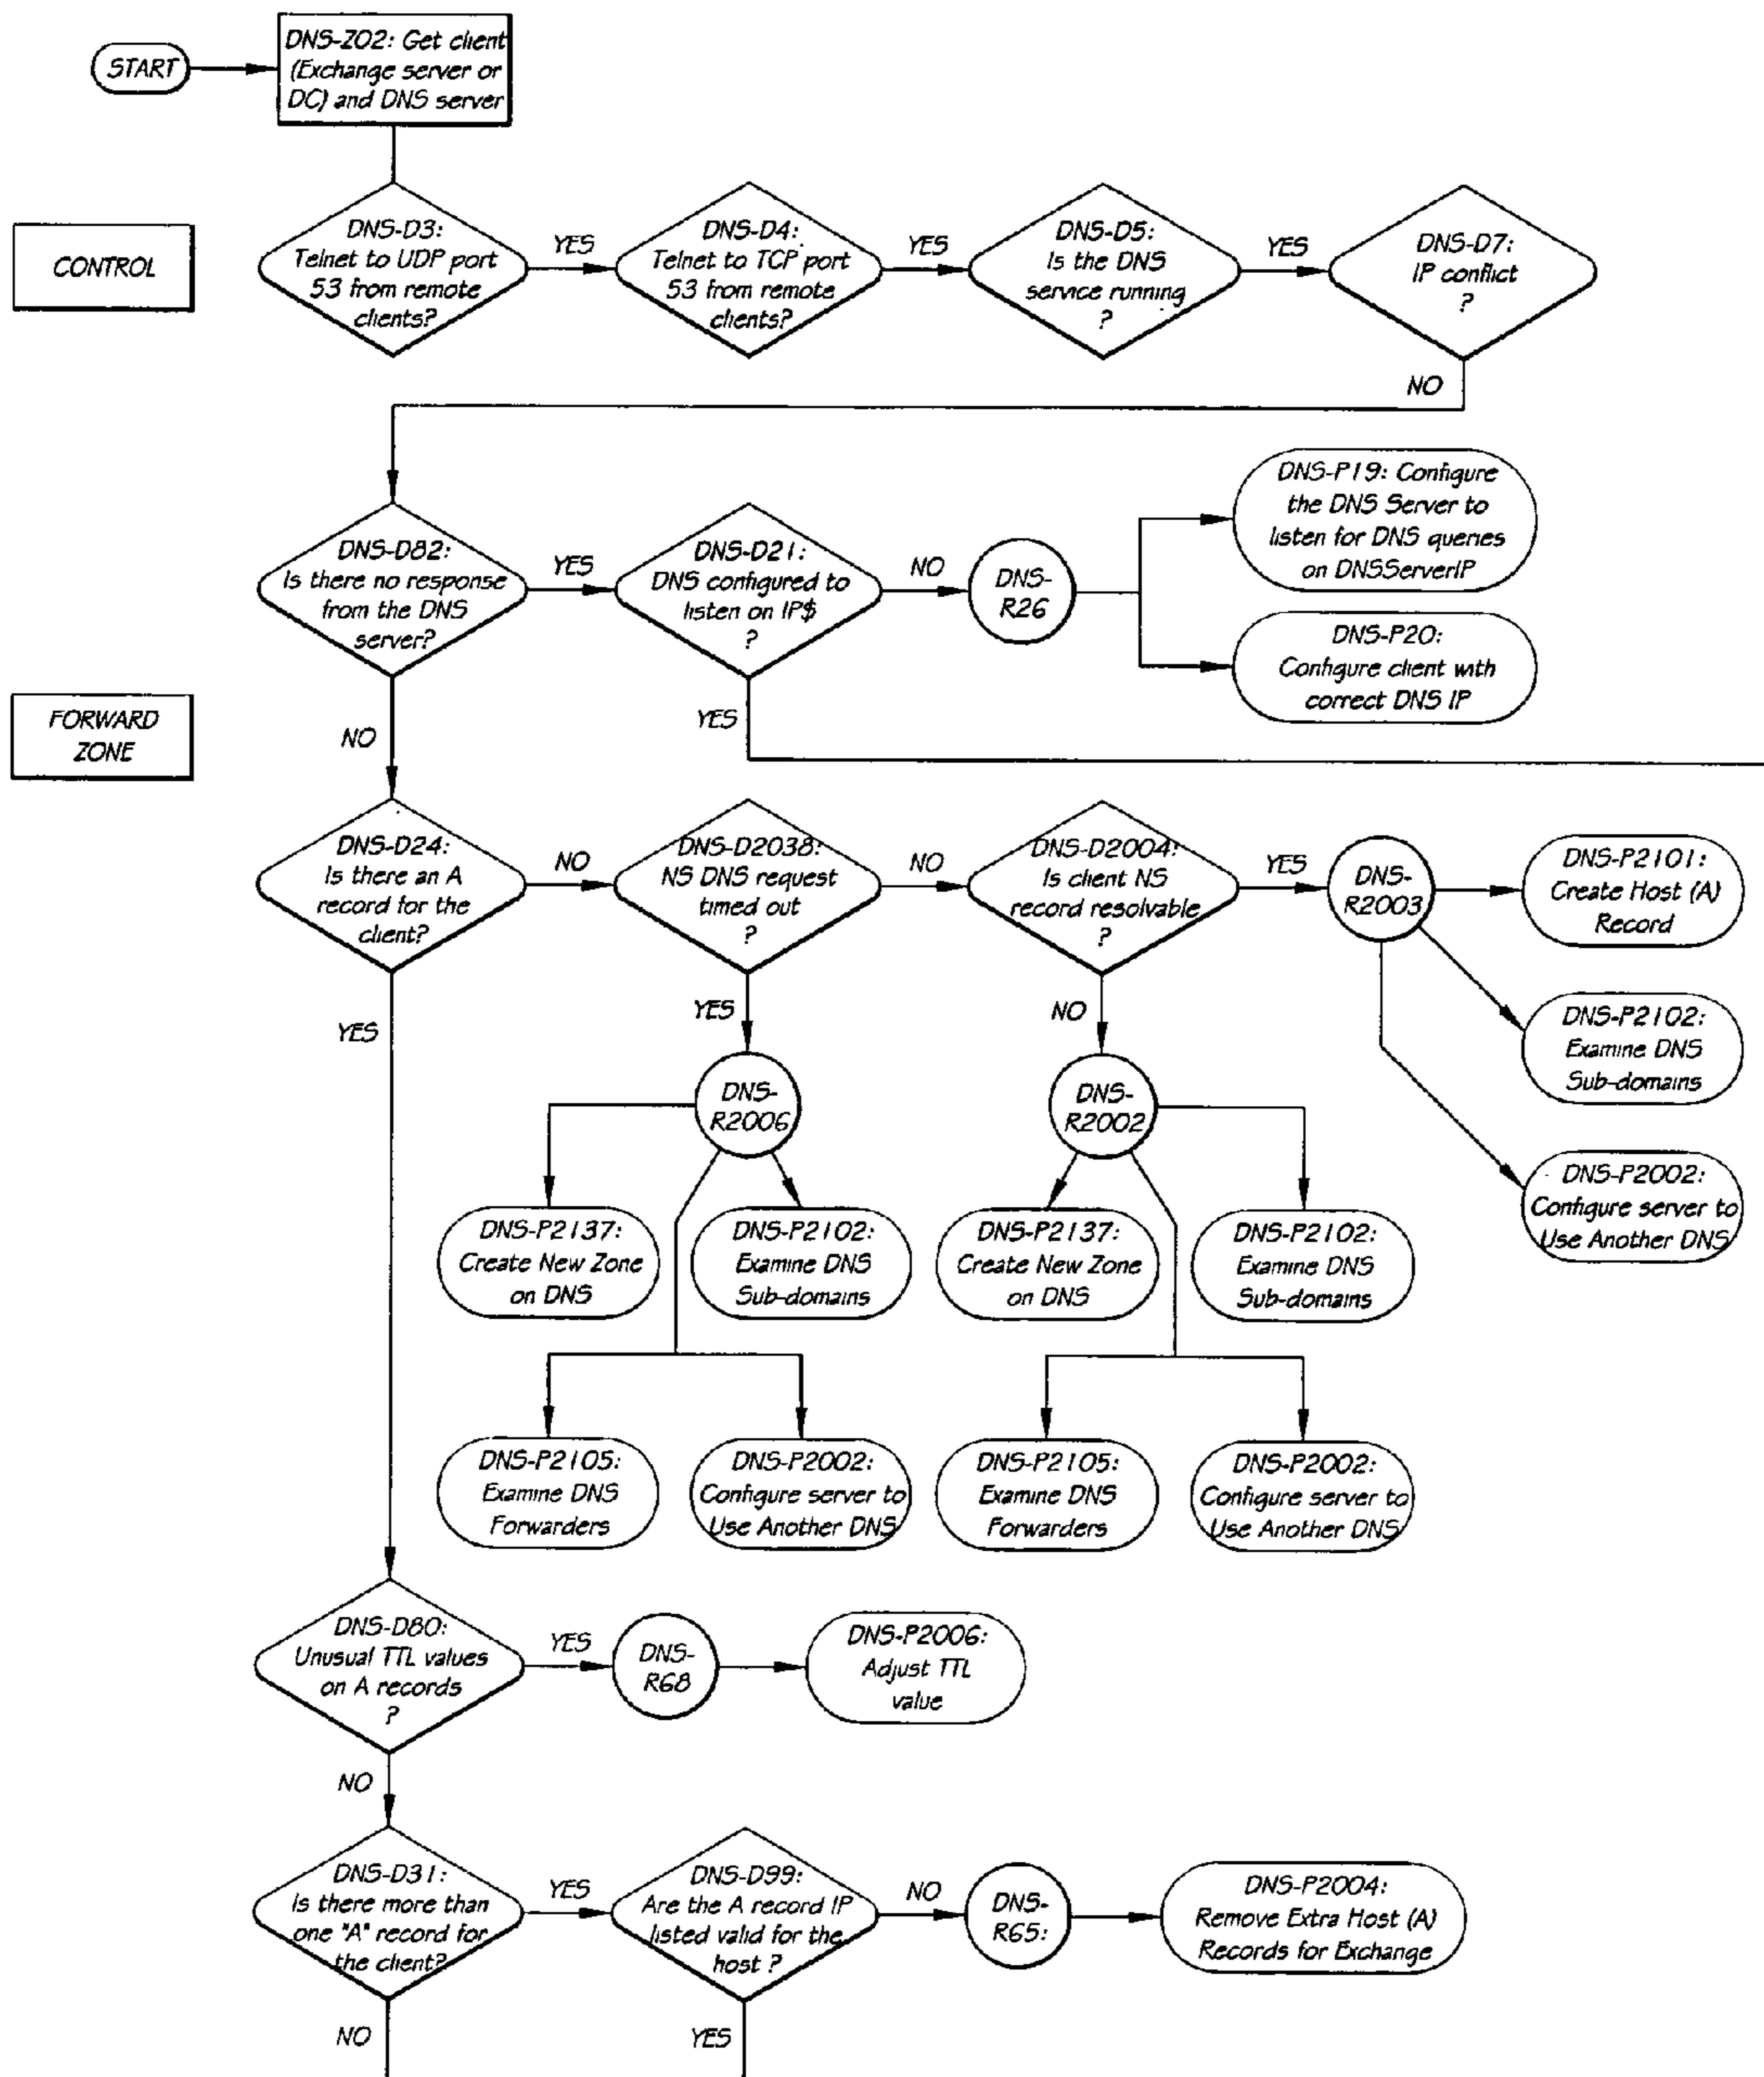 START
DNS-Z02: Get client
(Exchange server or
DC) and DNS server
CONTROL
DNS-D3:
Telnet to UDP port
53 from remote
clients?
YES
DNS-D4:
Telnet to TCP port
53 from remote
clients?
YES
DNS-D5:
Is the DNS
service running
?
YES
DNS-D7:
IP conflict
?
NO
DNS-D82:
Is there no response
from the DNS
server?
YES
DNS-D21:
DNS configured to
listen on IP$
?
NO
DNS-
R26
DNS-P19: Configure
the DNS Server to
listen for DNS queries
on DNSServerIP
DNS-P20:
Configure client with
correct DNS IP
FORWARD
ZONE
NO
YES
DNS-D24:
Is there an A
record for the
client?
NO
DNS-D2038:
NS DNS request
timed out
?
NO
DNS-D2004:
Is client NS
record resolvable
?
YES
DNS-
R2003
DNS-P2101:
Create Host (A)
Record
DNS-P2102:
Examine DNS
Sub-domains
DNS-P2002:
Configure server to
Use Another DNS
YES
YES
NO
DNS-
R2006
DNS-
R2002
DNS-P2137:
Create New Zone
on DNS
DNS-P2102:
Examine DNS
Sub-domains
DNS-P2137:
Create New Zone
on DNS
DNS-P2102:
Examine DNS
Sub-domains
DNS-P2105:
Examine DNS
Forwarders
DNS-P2002:
Configure server to
Use Another DNS
DNS-P2105:
Examine DNS
Forwarders
DNS-P2002:
Configure server to
Use Another DNS
DNS-D80:
Unusual TTL values
on A records
?
YES
DNS-
R68
DNS-P2006:
Adjust TTL
value
NO
DNS-D31:
Is there more than
one "A" record for
the client?
YES
DNS-D99:
Are the A record IP
listed valid for the
host ?
NO
DNS-
R65:
DNS-P2004:
Remove Extra Host (A)
Records for Exchange
NO
YES